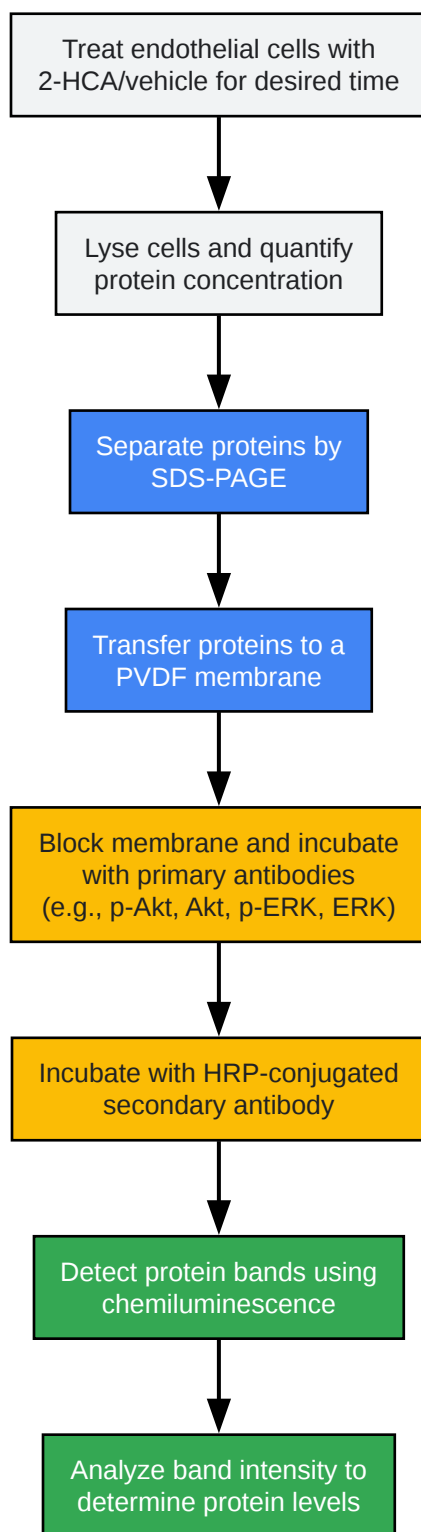 Treat endothelial cells with
2-HCA/vehicle for desired time
Lyse cells and quantify
protein concentration
Separate proteins by
SDS-PAGE
Transfer proteins to a
PVDF membrane
Block membrane and incubate
with primary antibodies
(e.g., p-Akt, Akt, p-ERK, ERK)
Incubate with HRP-conjugated
secondary antibody
Detect protein bands using
chemiluminescence
Analyze band intensity to
determine protein levels